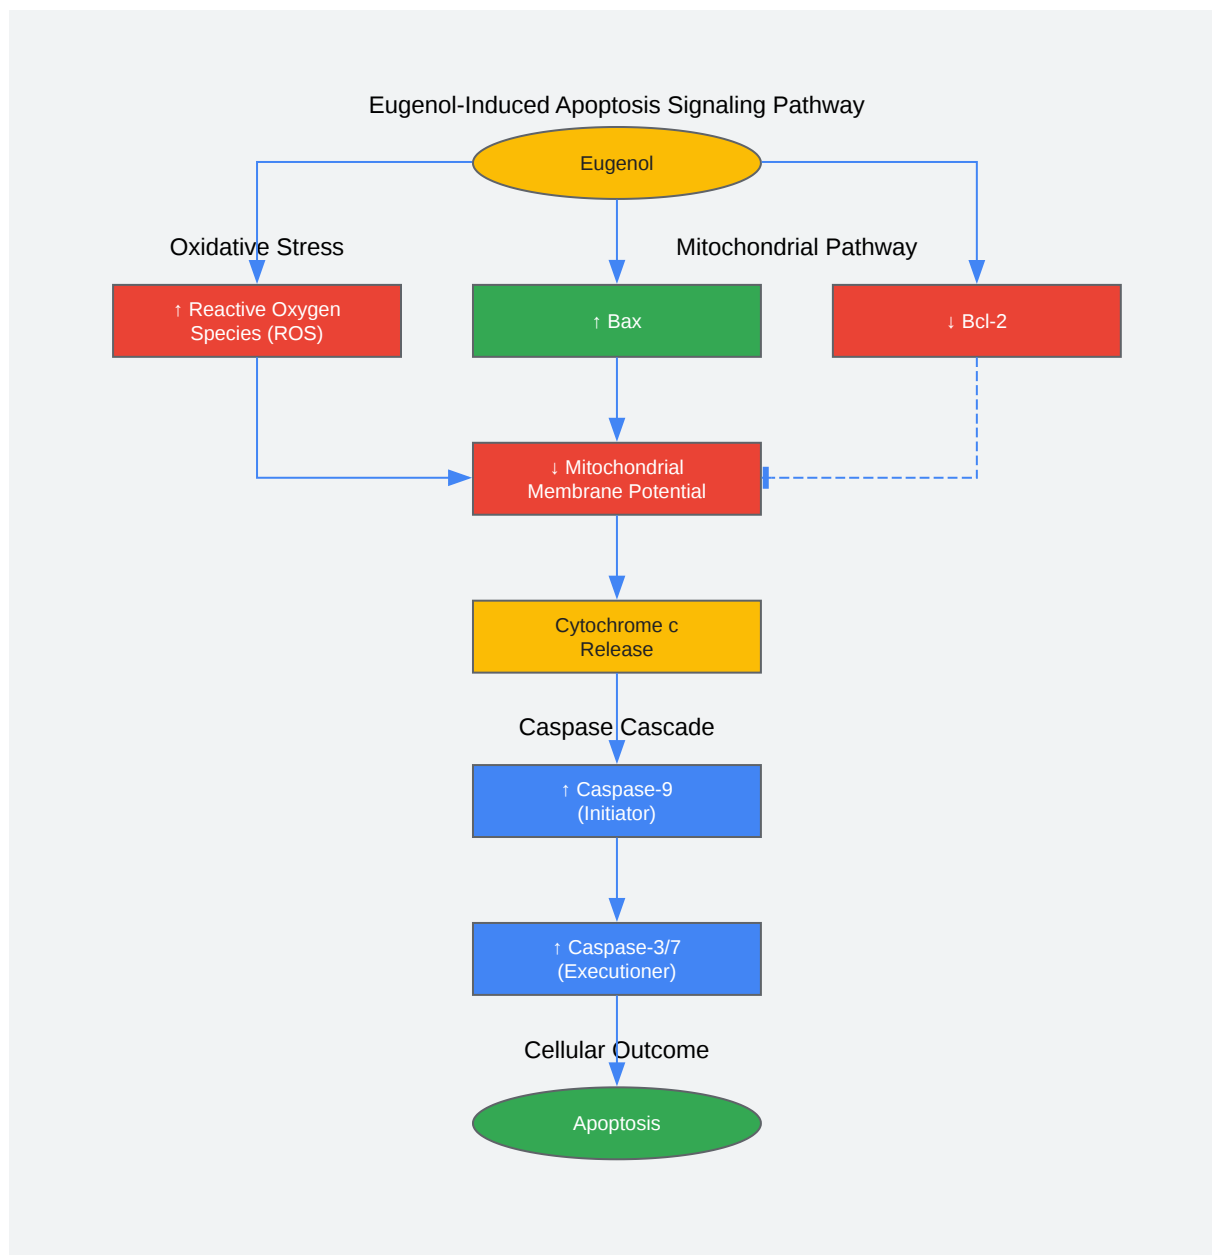 Eugenol-Induced Apoptosis Signaling Pathway
Eugenol
Oxidative Stress
Mitochondrial Pathway
↑ Reactive Oxygen
Species (ROS)
↑ Bax
↓ Bcl-2
↓ Mitochondrial
Membrane Potential
Cytochrome c
Release
Caspase Cascade
↑ Caspase-9
(Initiator)
↑ Caspase-3/7
(Executioner)
Cellular Outcome
Apoptosis